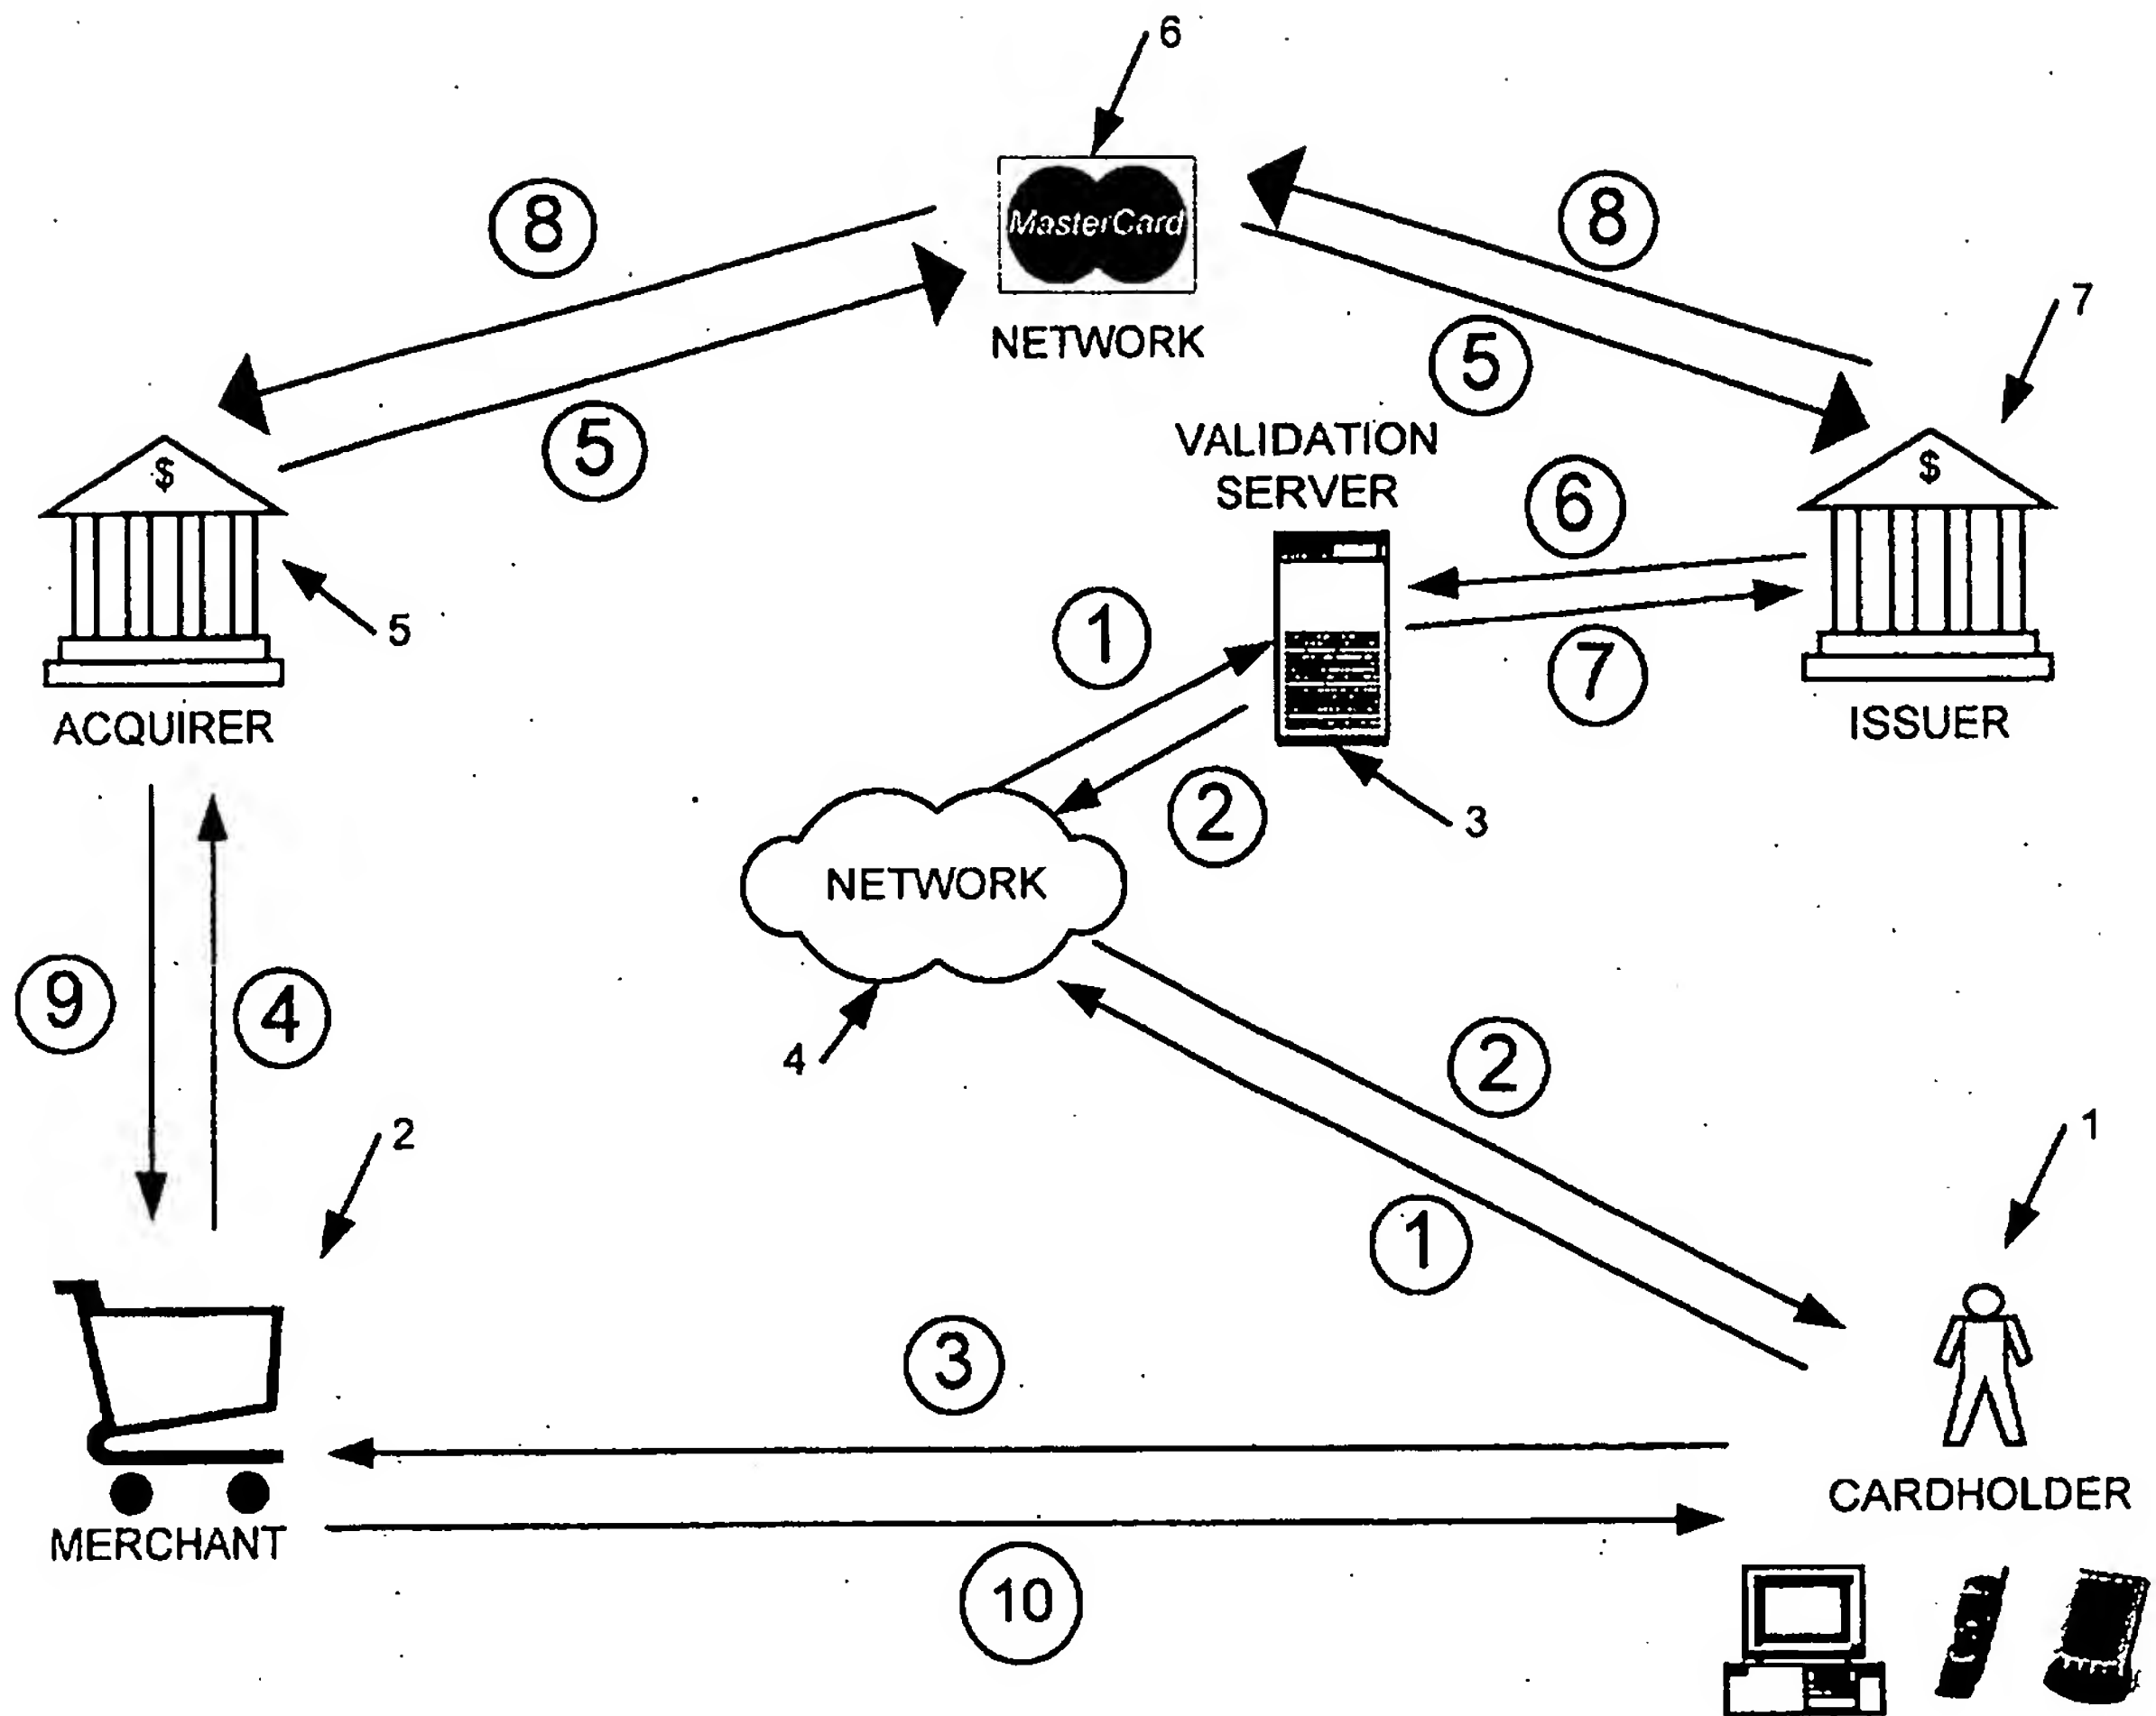 6
8
MasterCard
8
NETWORK
7
5
5
$
VALIDATION
SERVER
$
6
5
1
7
ACQUIRER
ISSUER
2
3
NETWORK
9
4
4
2
2
1
1
3
CARDHOLDER
MERCHANT
10